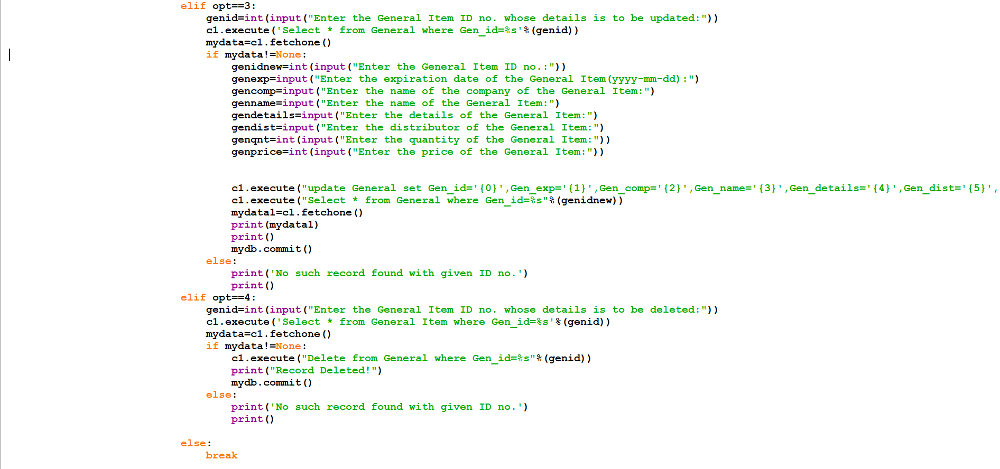 elif opt==3:
genid=int(input("Enter the General Item ID no. whose details is to be updated:"))
c1.execute('Select * from General where Gen_id=%s'%(genid))
mydata=c1.fetchone()
if mydata!=None:
genidnew=int(input("Enter the General Item ID no.:"))
genexp=input("Enter the expiration date of the General Item(yyyy-mm-dd):")
gencomp=input("Enter the name of the company of the General Item:")
genname=input("Enter the name of the General Item:")
gendetails=input("Enter the details of the General Item:")
gendist=input("Enter the distributor of the General Item:")
genqnt=int(input("Enter the quantity of the General Item:"))
genprice=int(input("Enter the price of the General Item:"))
c1.execute("update General set Gen_id='{0}',Gen_exp='{1}',Gen_comp='{2}',Gen_name='{3}',Gen_details='{4}',Gen_dist='{5}',
c1.execute("Select * from General where Gen_id=%s"%(genidnew))
mydata1=c1.fetchone()
print(mydata1)
print()
mydb.commit()
else:
print('No such record found with given ID no.')
print()
elif opt==4:
genid=int(input("Enter the General Item ID no. whose details is to be deleted:"))
c1.execute('Select * from General Item where Gen_id=%s'%(genid))
mydata=c1.fetchone()
if mydata!=None:
c1.execute("Delete from General where Gen_id=%s"%(genid))
print("Record Deleted!")
mydb.commit()
else:
print('No such record found with given ID no.')
print()
else:
break